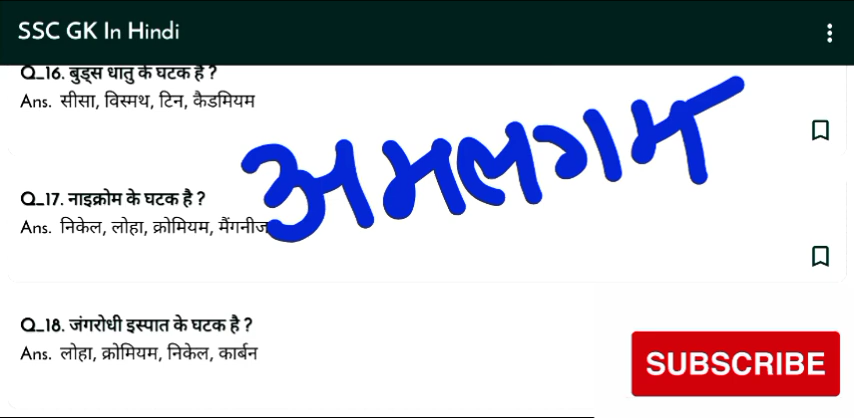 SSC GK In Hindi
Q_16. बुड्स धातु के घटक है ?
Ans. सीसा, विस्मथ, टिन, कैडमियम
अमलगम
Q_17. नाइक्रोम के घटक है ?
Ans. निकेल, लोहा, क्रोमियम, मैंगनीज
Q_18. जंगरोधी इस्पात के घटक है ?
Ans. लोहा, क्रोमियम, निकेल, कार्बन
SUBSCRIBE